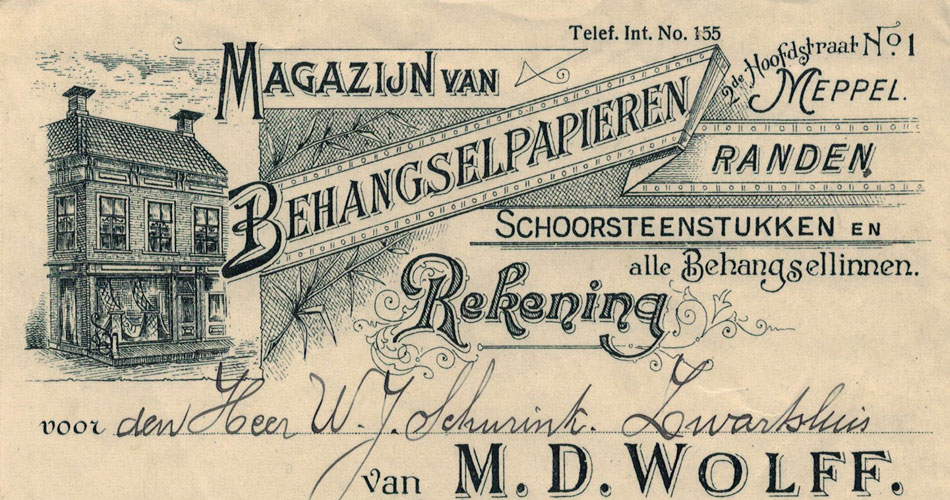 Telef. Int. No. 155
2de Hoofdstraat No. 1
MEPPEL.
MAGAZIJN VAN
BEHANGSELPAPIEREN
RANDEN,
SCHOORSTEENSTUKKEN EN
alle Behangsellinnen.
Rekening
voor den Heer W. J. Schurink. Zwartsluis
van M. D. WOLFF.